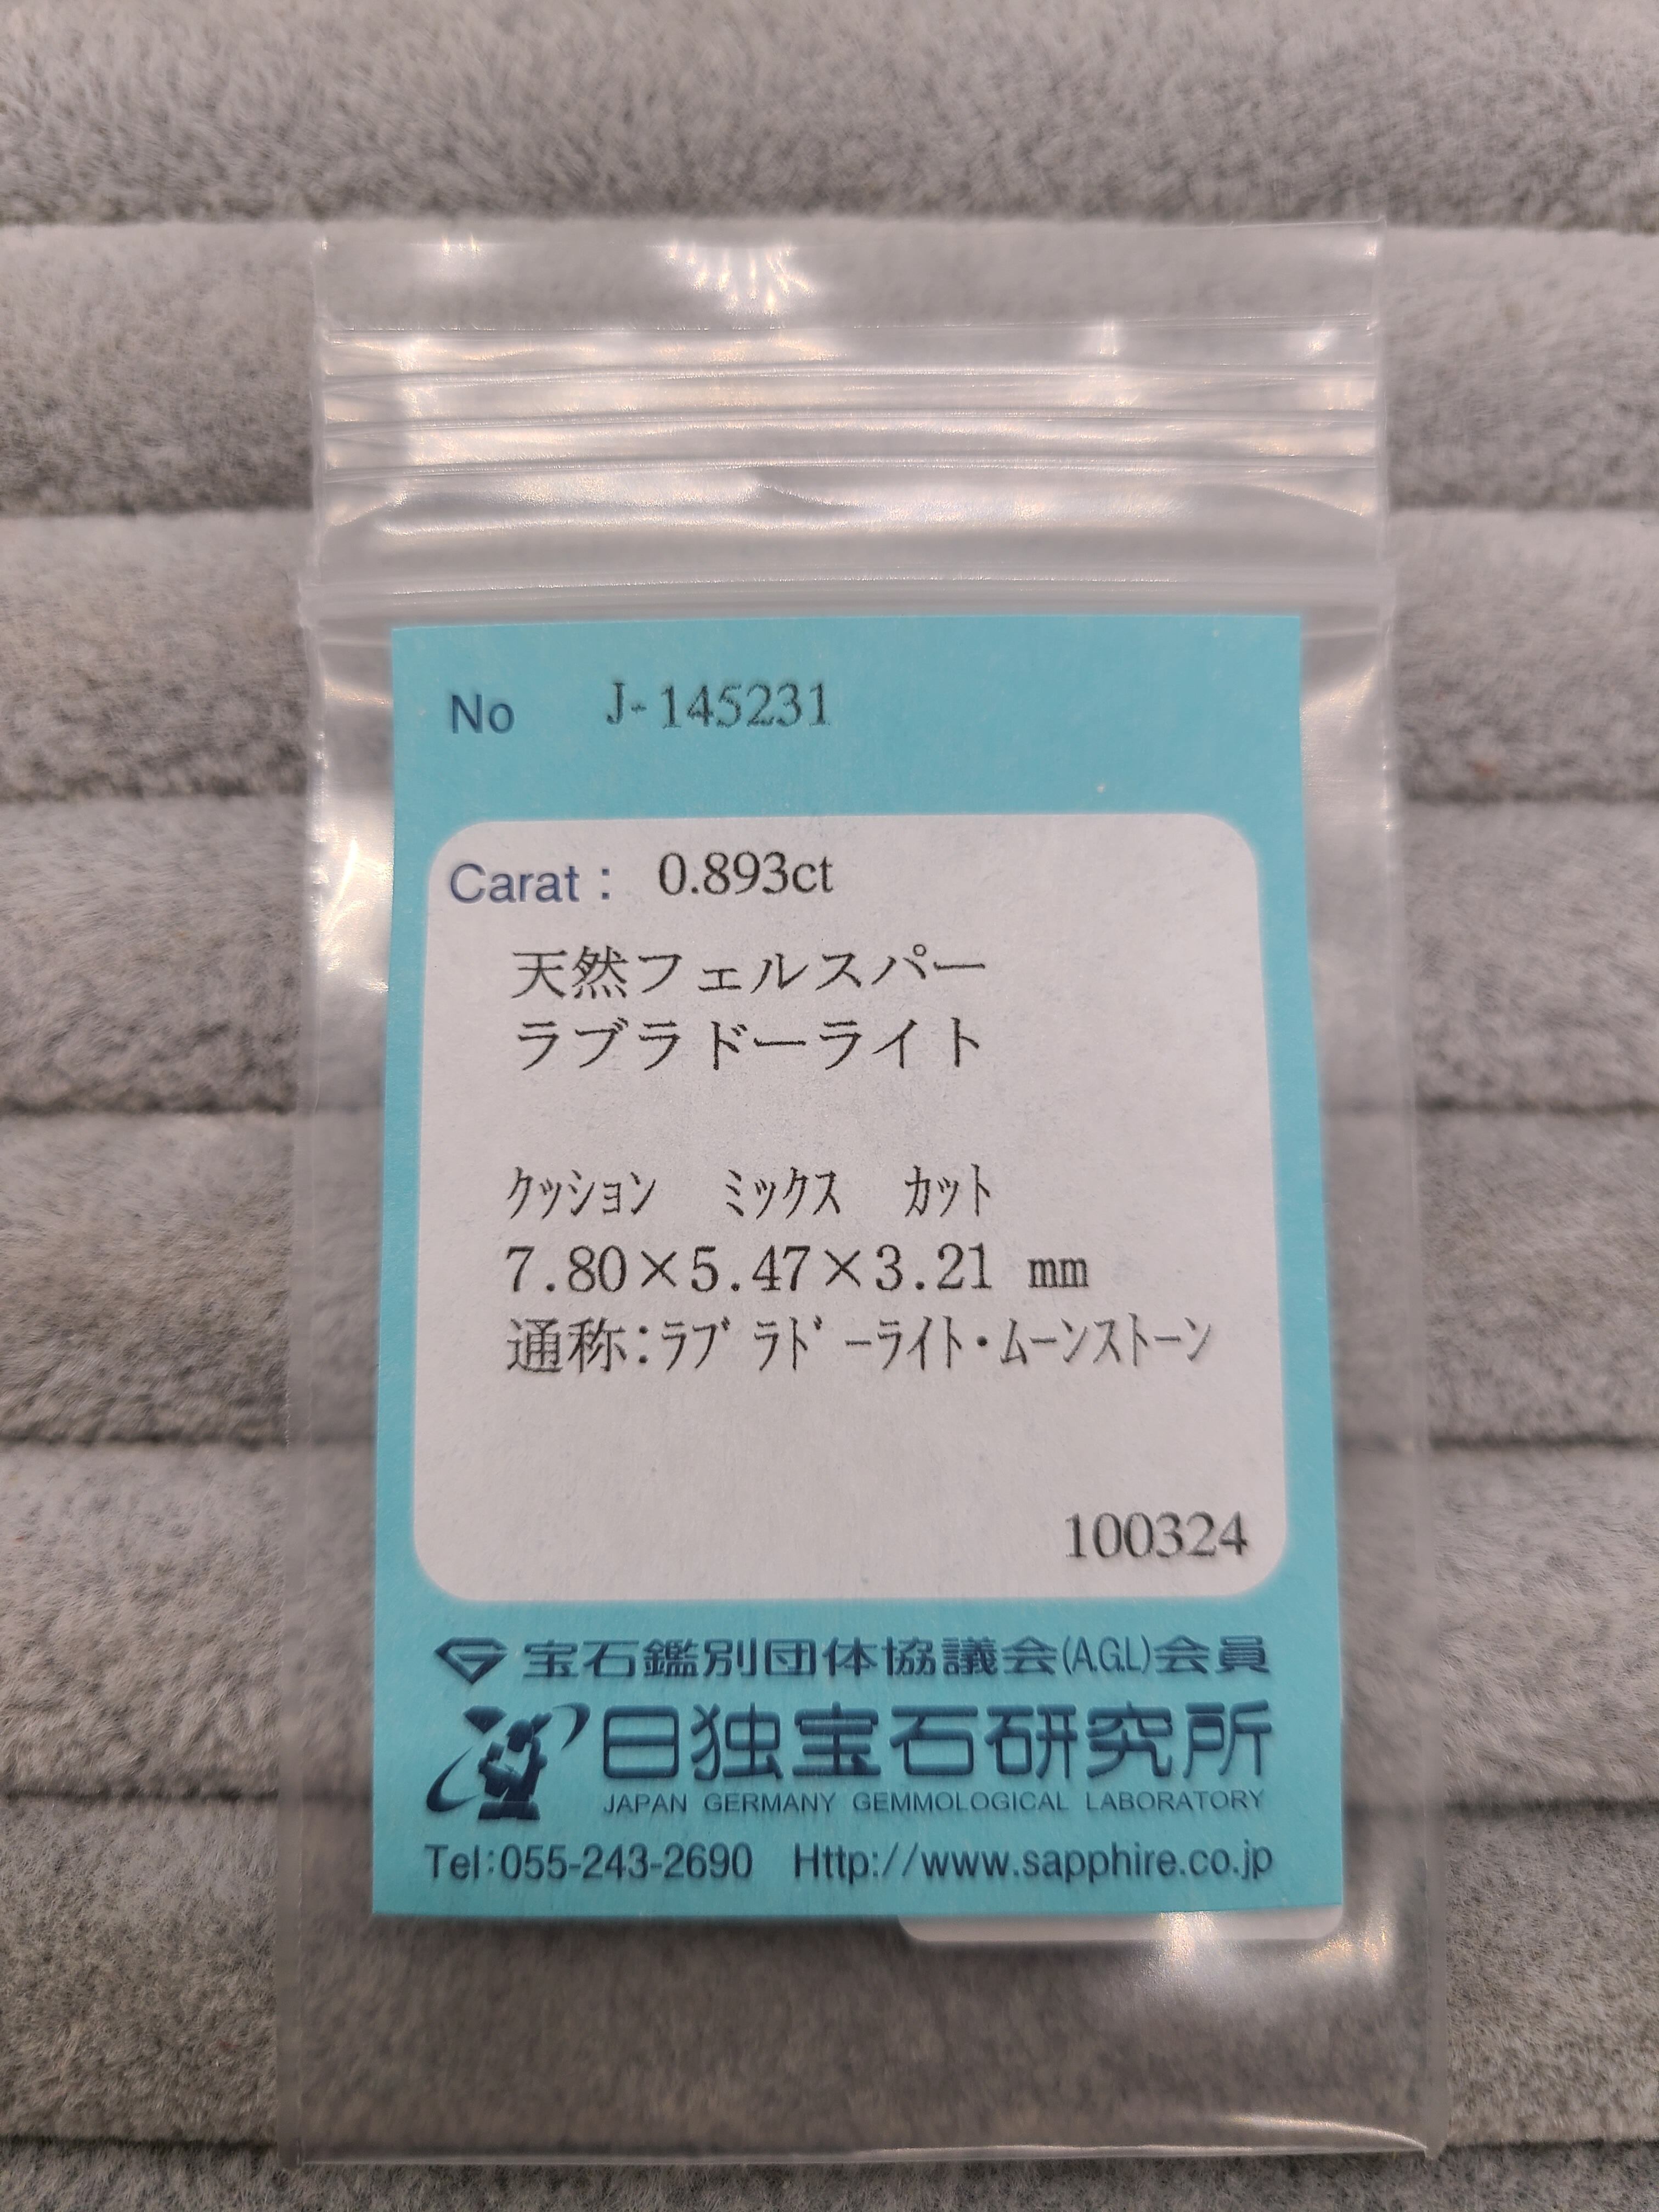 No J-145231
Carat : 0.893ct
天然フェルスパー
ラブラドーライト
ｸｯｼｮﾝ ﾐｯｸｽ ｶｯﾄ
7.80×5.47×3.21 mm
通称:ﾗﾌﾞﾗﾄﾞｰﾗｲﾄ・ﾑｰﾝｽﾄｰﾝ
100324
宝石鑑別団体協議会(A.G.L)会員
日独宝石研究所
JAPAN GERMANY GEMMOLOGICAL LABORATORY
Tel:055-243-2690 Http://www.sapphire.co.jp